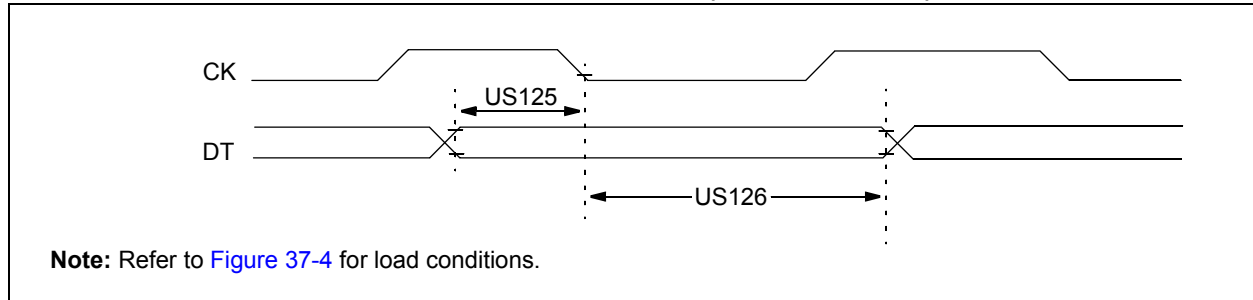 CK
US125
DT
US126
Note: Refer to Figure 37-4 for load conditions.